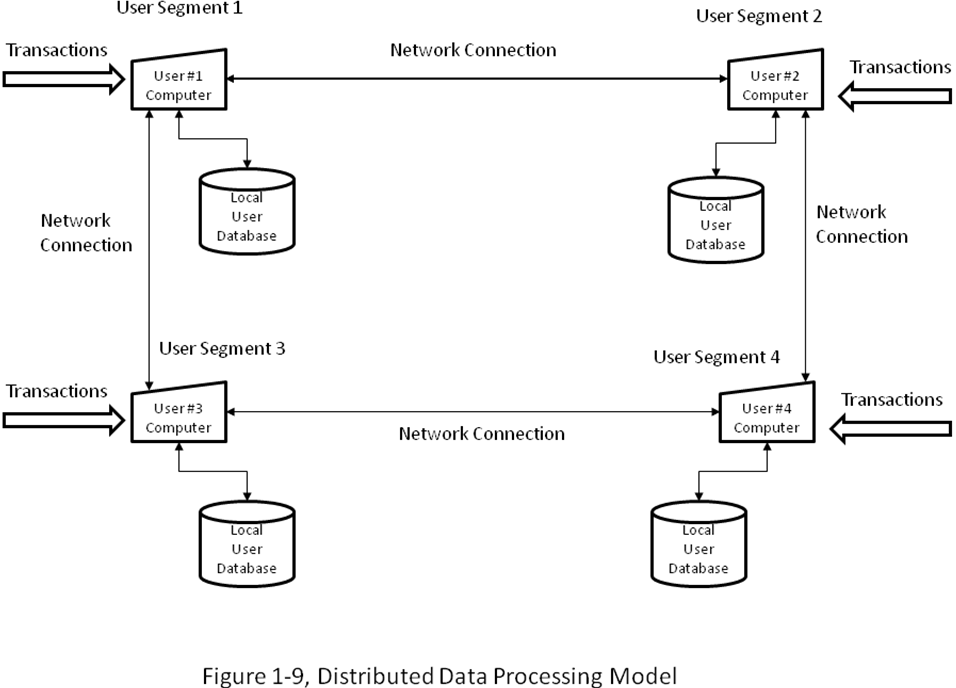 User Segment 1
User Segment 2
Transactions
Network Connection
Transactions
User #1
Computer
User #2
Computer
Local
User
Database
Local
User
Database
Network
Connection
Network
Connection
User Segment 3
User Segment 4
Transactions
Transactions
User #3
Computer
User #4
Computer
Network Connection
Local
User
Database
Local
User
Database
Figure 1-9, Distributed Data Processing Model